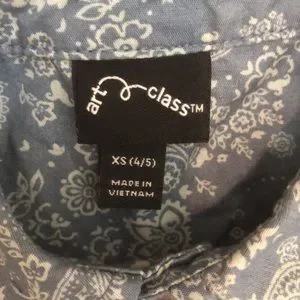 art class™
XS (4/5)
MADE IN
VIETNAM